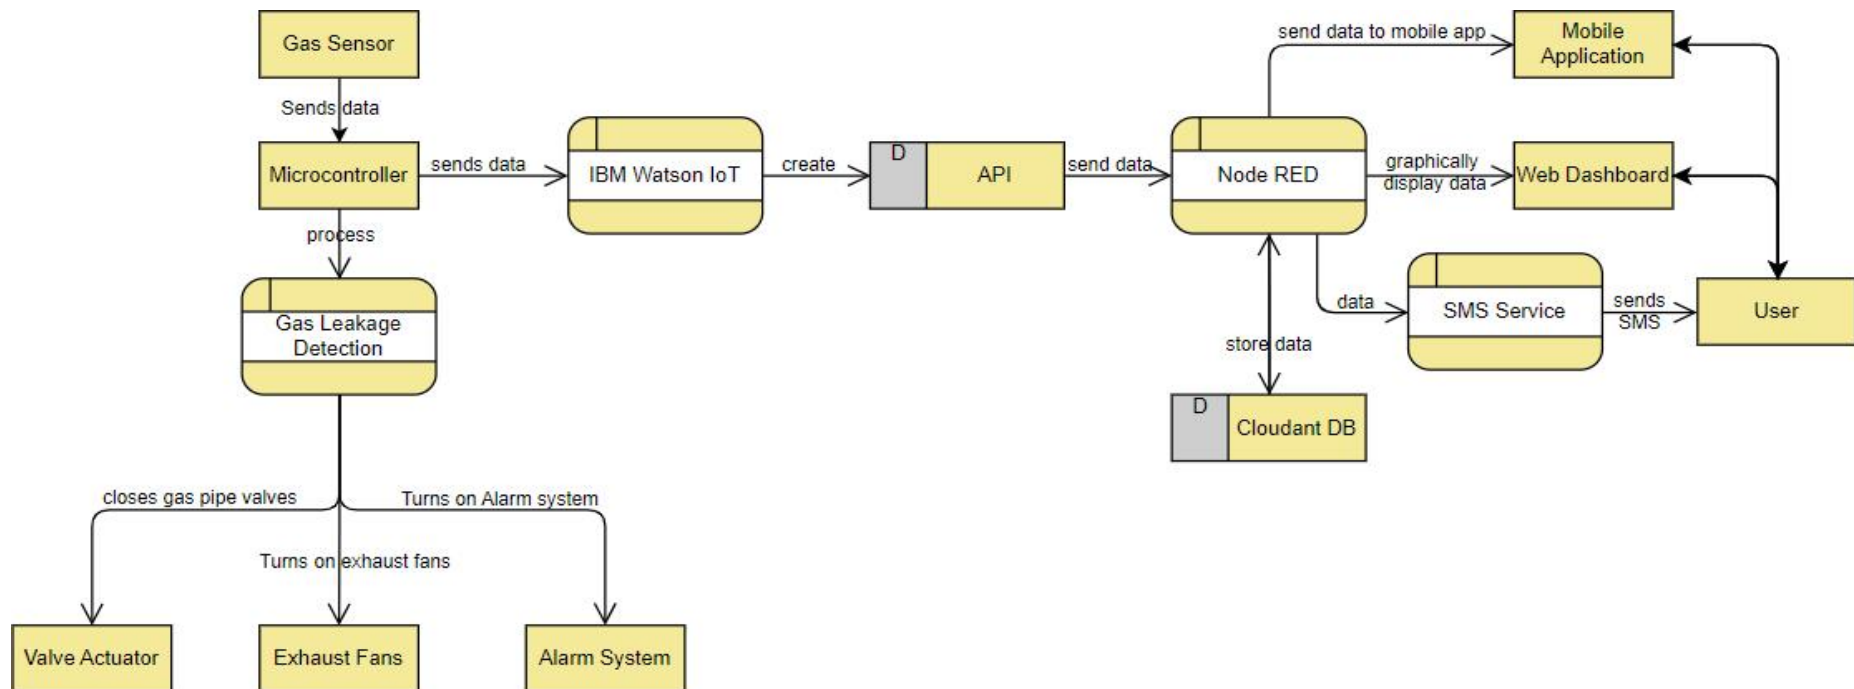 Gas Sensor
send data to mobile app
Mobile
Application
Sends data
Microcontroller
sends data
IBM Watson IoT
create
D
API
send data
Node RED
graphically
display data
Web Dashboard
process
Gas Leakage
Detection
data
SMS Service
sends
SMS
User
store data
D
Cloudant DB
closes gas pipe valves
Turns on Alarm system
Turns on exhaust fans
Valve Actuator
Exhaust Fans
Alarm System